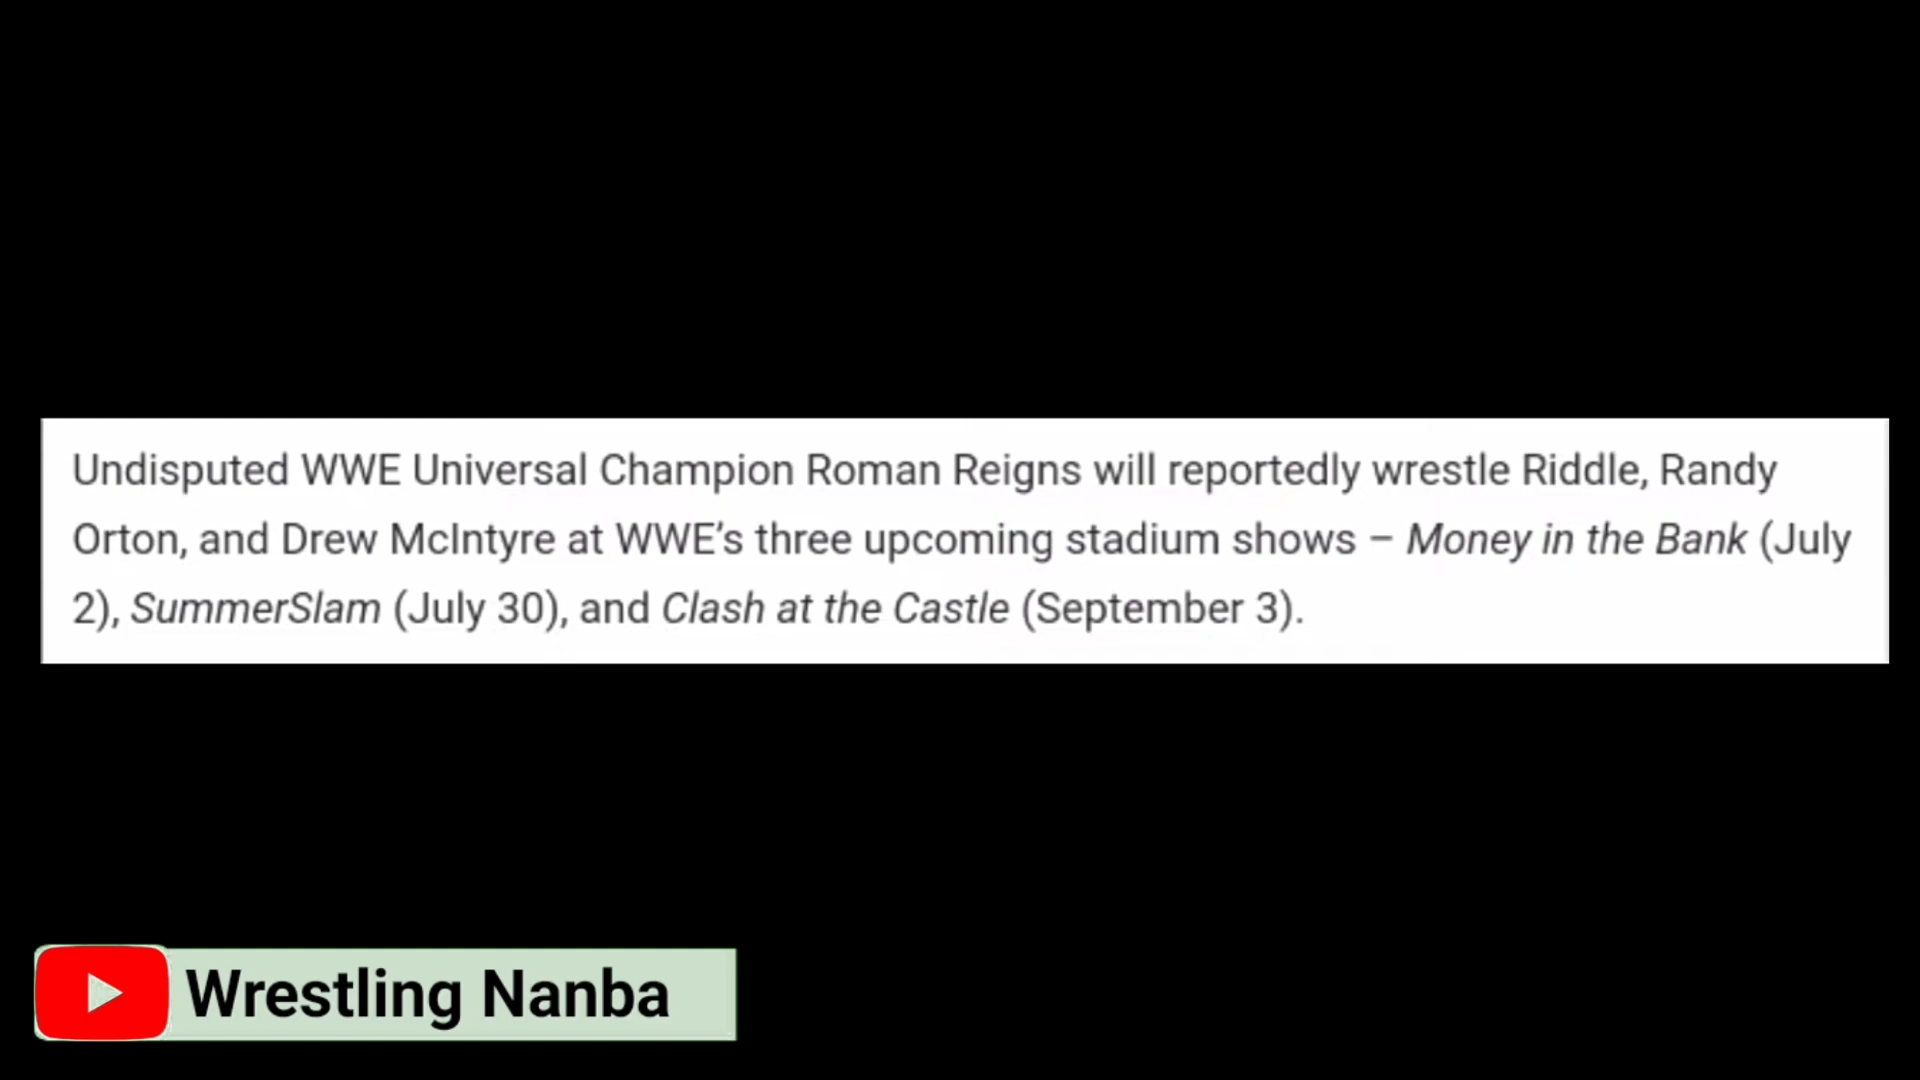 Undisputed WWE Universal Champion Roman Reigns will reportedly wrestle Riddle, Randy
Orton, and Drew McIntyre at WWE’s three upcoming stadium shows – Money in the Bank (July
2), SummerSlam (July 30), and Clash at the Castle (September 3).
Wrestling Nanba